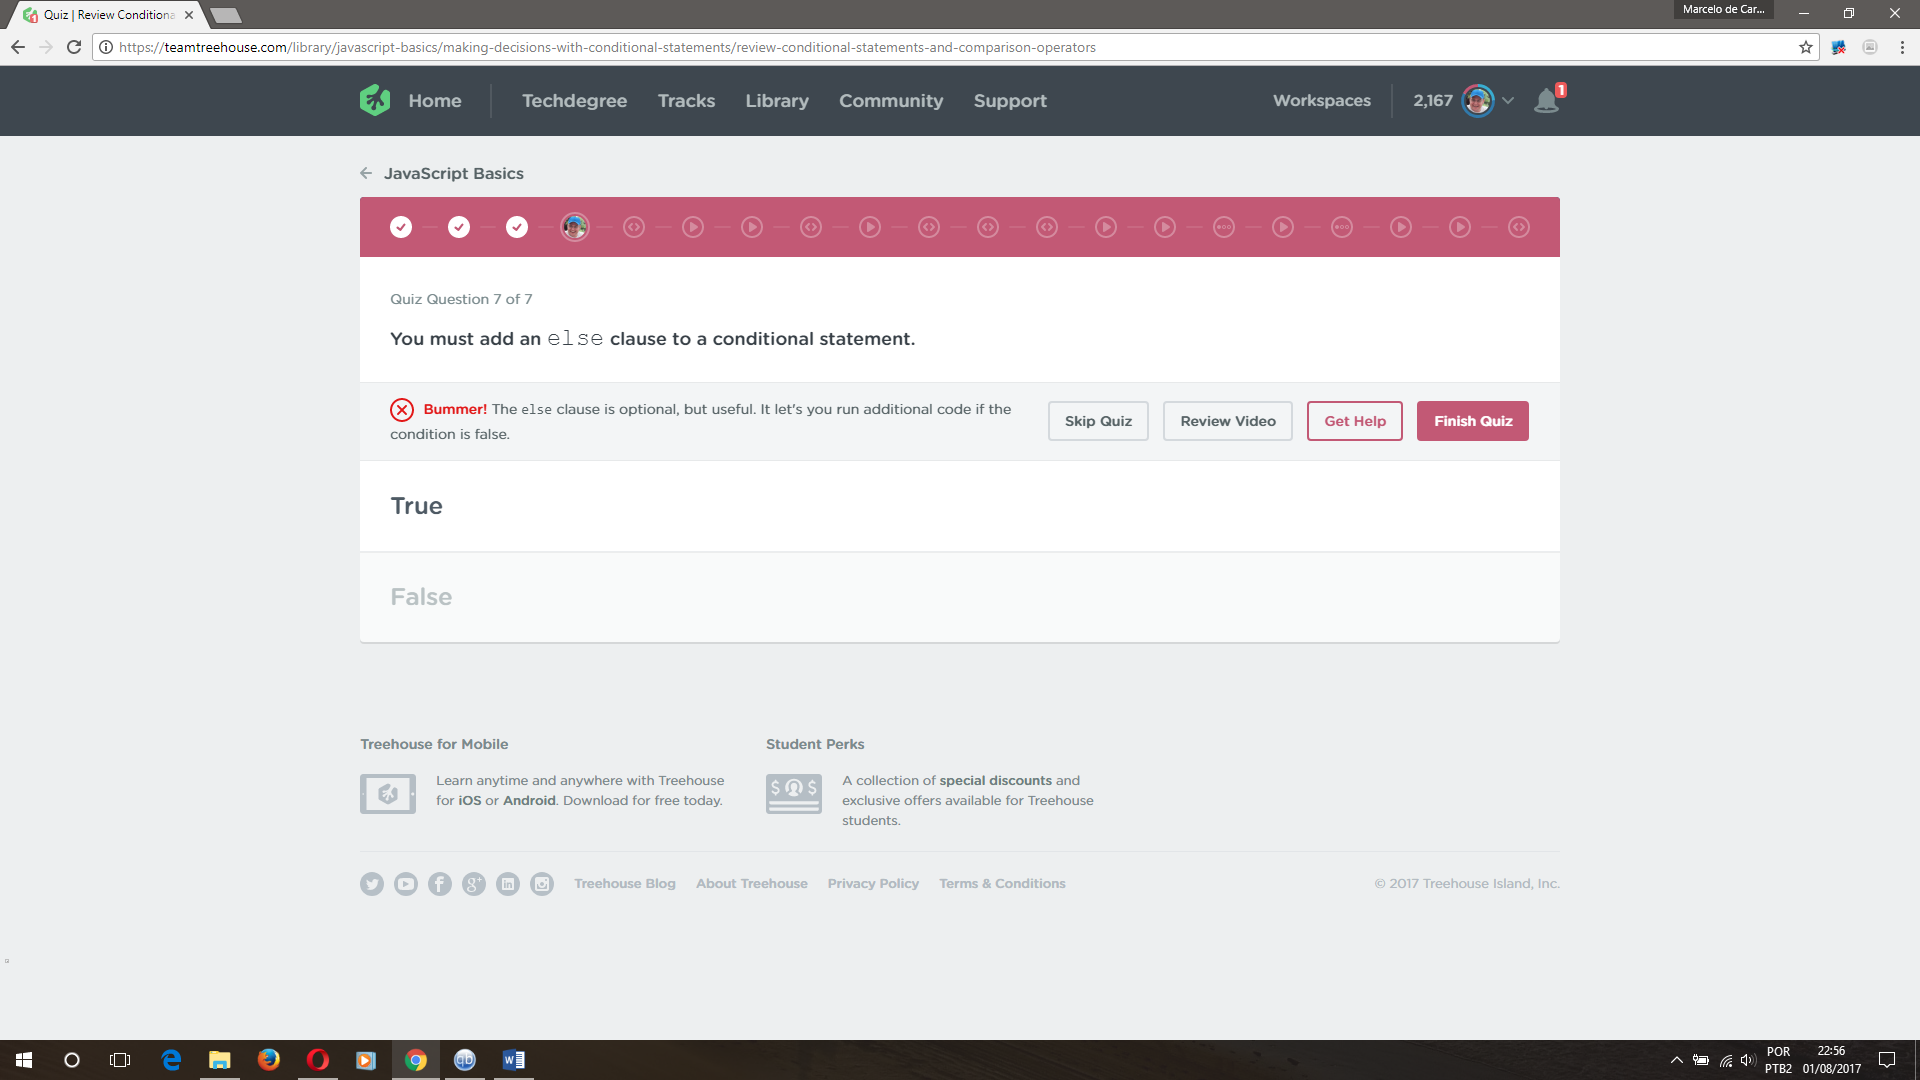 Quiz | Review Conditiona
Marcelo de Car...
https://teamtreehouse.com/library/javascript-basics/making-decisions-with-conditional-statements/review-conditional-statements-and-comparison-operators
Home Techdegree Tracks Library Community Support Workspaces 2,167 1
JavaScript Basics
Quiz Question 7 of 7
You must add an else clause to a conditional statement.
Bummer! The else clause is optional, but useful. It let's you run additional code if the
condition is false.
Skip Quiz Review Video Get Help Finish Quiz
True
False
Treehouse for Mobile
Learn anytime and anywhere with Treehouse
for iOS or Android. Download for free today.
Student Perks
A collection of special discounts and
exclusive offers available for Treehouse
students.
Treehouse Blog About Treehouse Privacy Policy Terms & Conditions © 2017 Treehouse Island, Inc.
POR 22:56
PTB2 01/08/2017